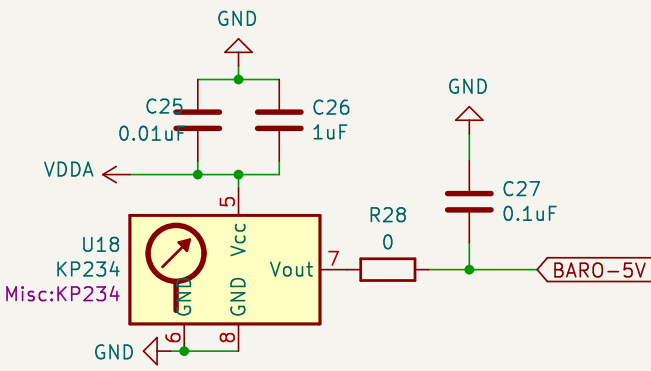 GND
C25
0.01uF
C26
1uF
GND
VDDA
C27
0.1uF
5
R28
0
U18
KP234
Misc:KP234
Vcc
Vout
7
BARO-5V
GND
GND
6
8
GND